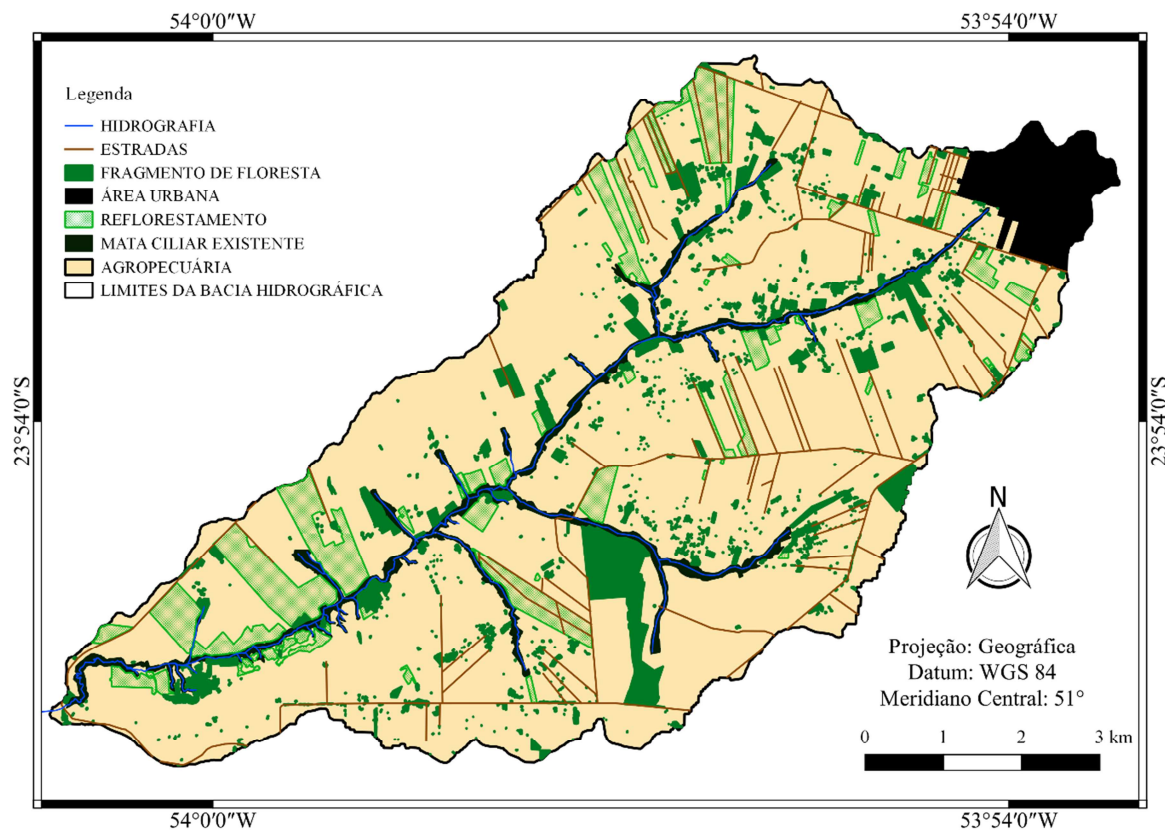 54°0'0"W
53°54'0"W
Legenda
HIDROGRAFIA
ESTRADAS
FRAGMENTO DE FLORESTA
ÁREA URBANA
REFLORESTAMENTO
MATA CILIAR EXISTENTE
AGROPECUÁRIA
LIMITES DA BACIA HIDROGRÁFICA
23°54'0"S
23°54'0"S
N
Projeção: Geográfica
Datum: WGS 84
Meridiano Central: 51°
0 1 2 3 km
54°0'0"W
53°54'0"W